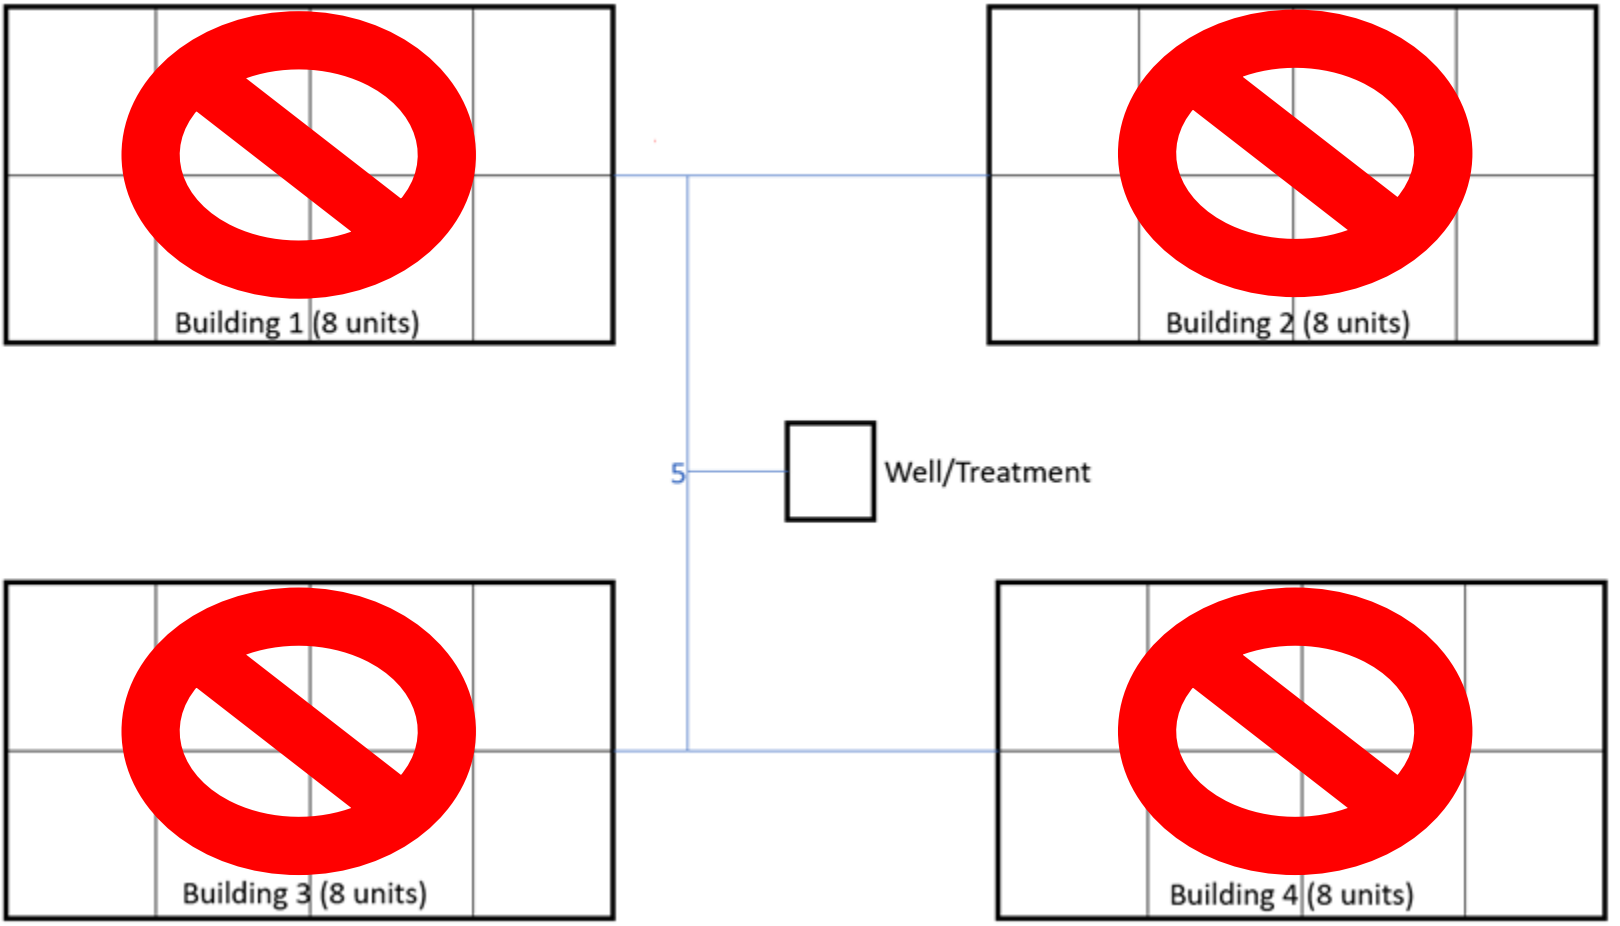 Building 1 (8 units)
Building 2 (8 units)
5
Well/Treatment
Building 3 (8 units)
Building 4 (8 units)